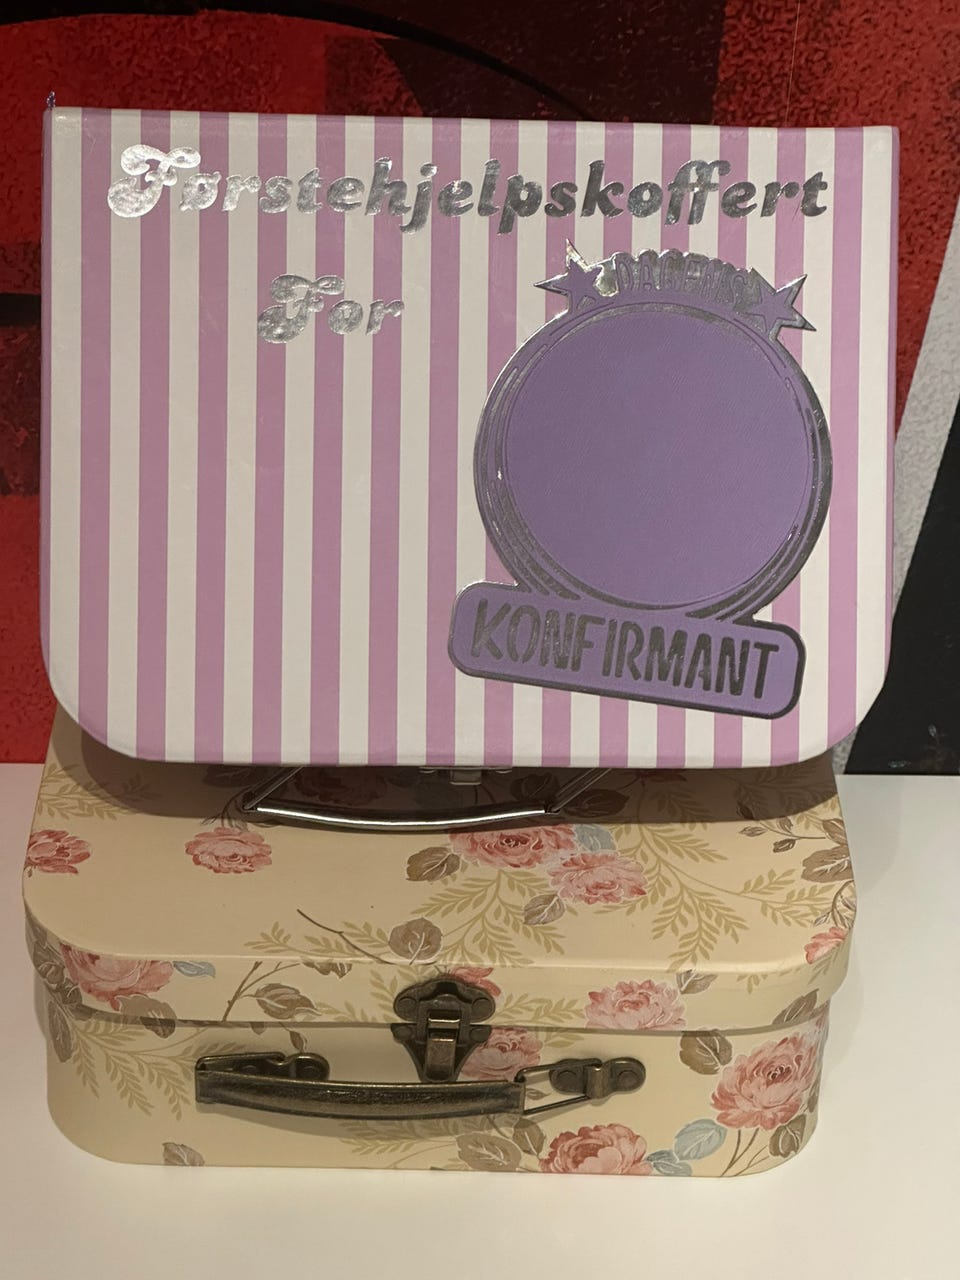 Førstehjelpskoffert
For
DAGENS
KONFIRMANT